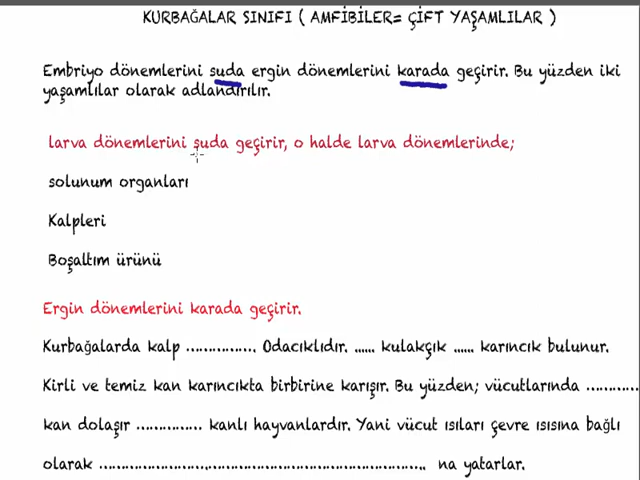 KURBAĞALAR SINIFI ( AMFİBİLER= ÇİFT YAŞAMLILAR )
Embriyo dönemlerini suda ergin dönemlerini karada geçirir. Bu yüzden iki
yaşamlılar olarak adlandırılır.
larva dönemlerini suda geçirir, o halde larva dönemlerinde;
solunum organları
Kalpleri
Boşaltım ürünü
Ergin dönemlerini karada geçirir.
Kurbağalarda kalp ............... Odacıklıdır. ...... kulakçık ...... karıncık bulunur.
Kirli ve temiz kan karıncıkta birbirine karışır. Bu yüzden; vücutlarında ............
kan dolaşır .............. kanlı hayvanlardır. Yani vücut ısıları çevre ısısına bağlı
olarak ...................................................................... na yatarlar.